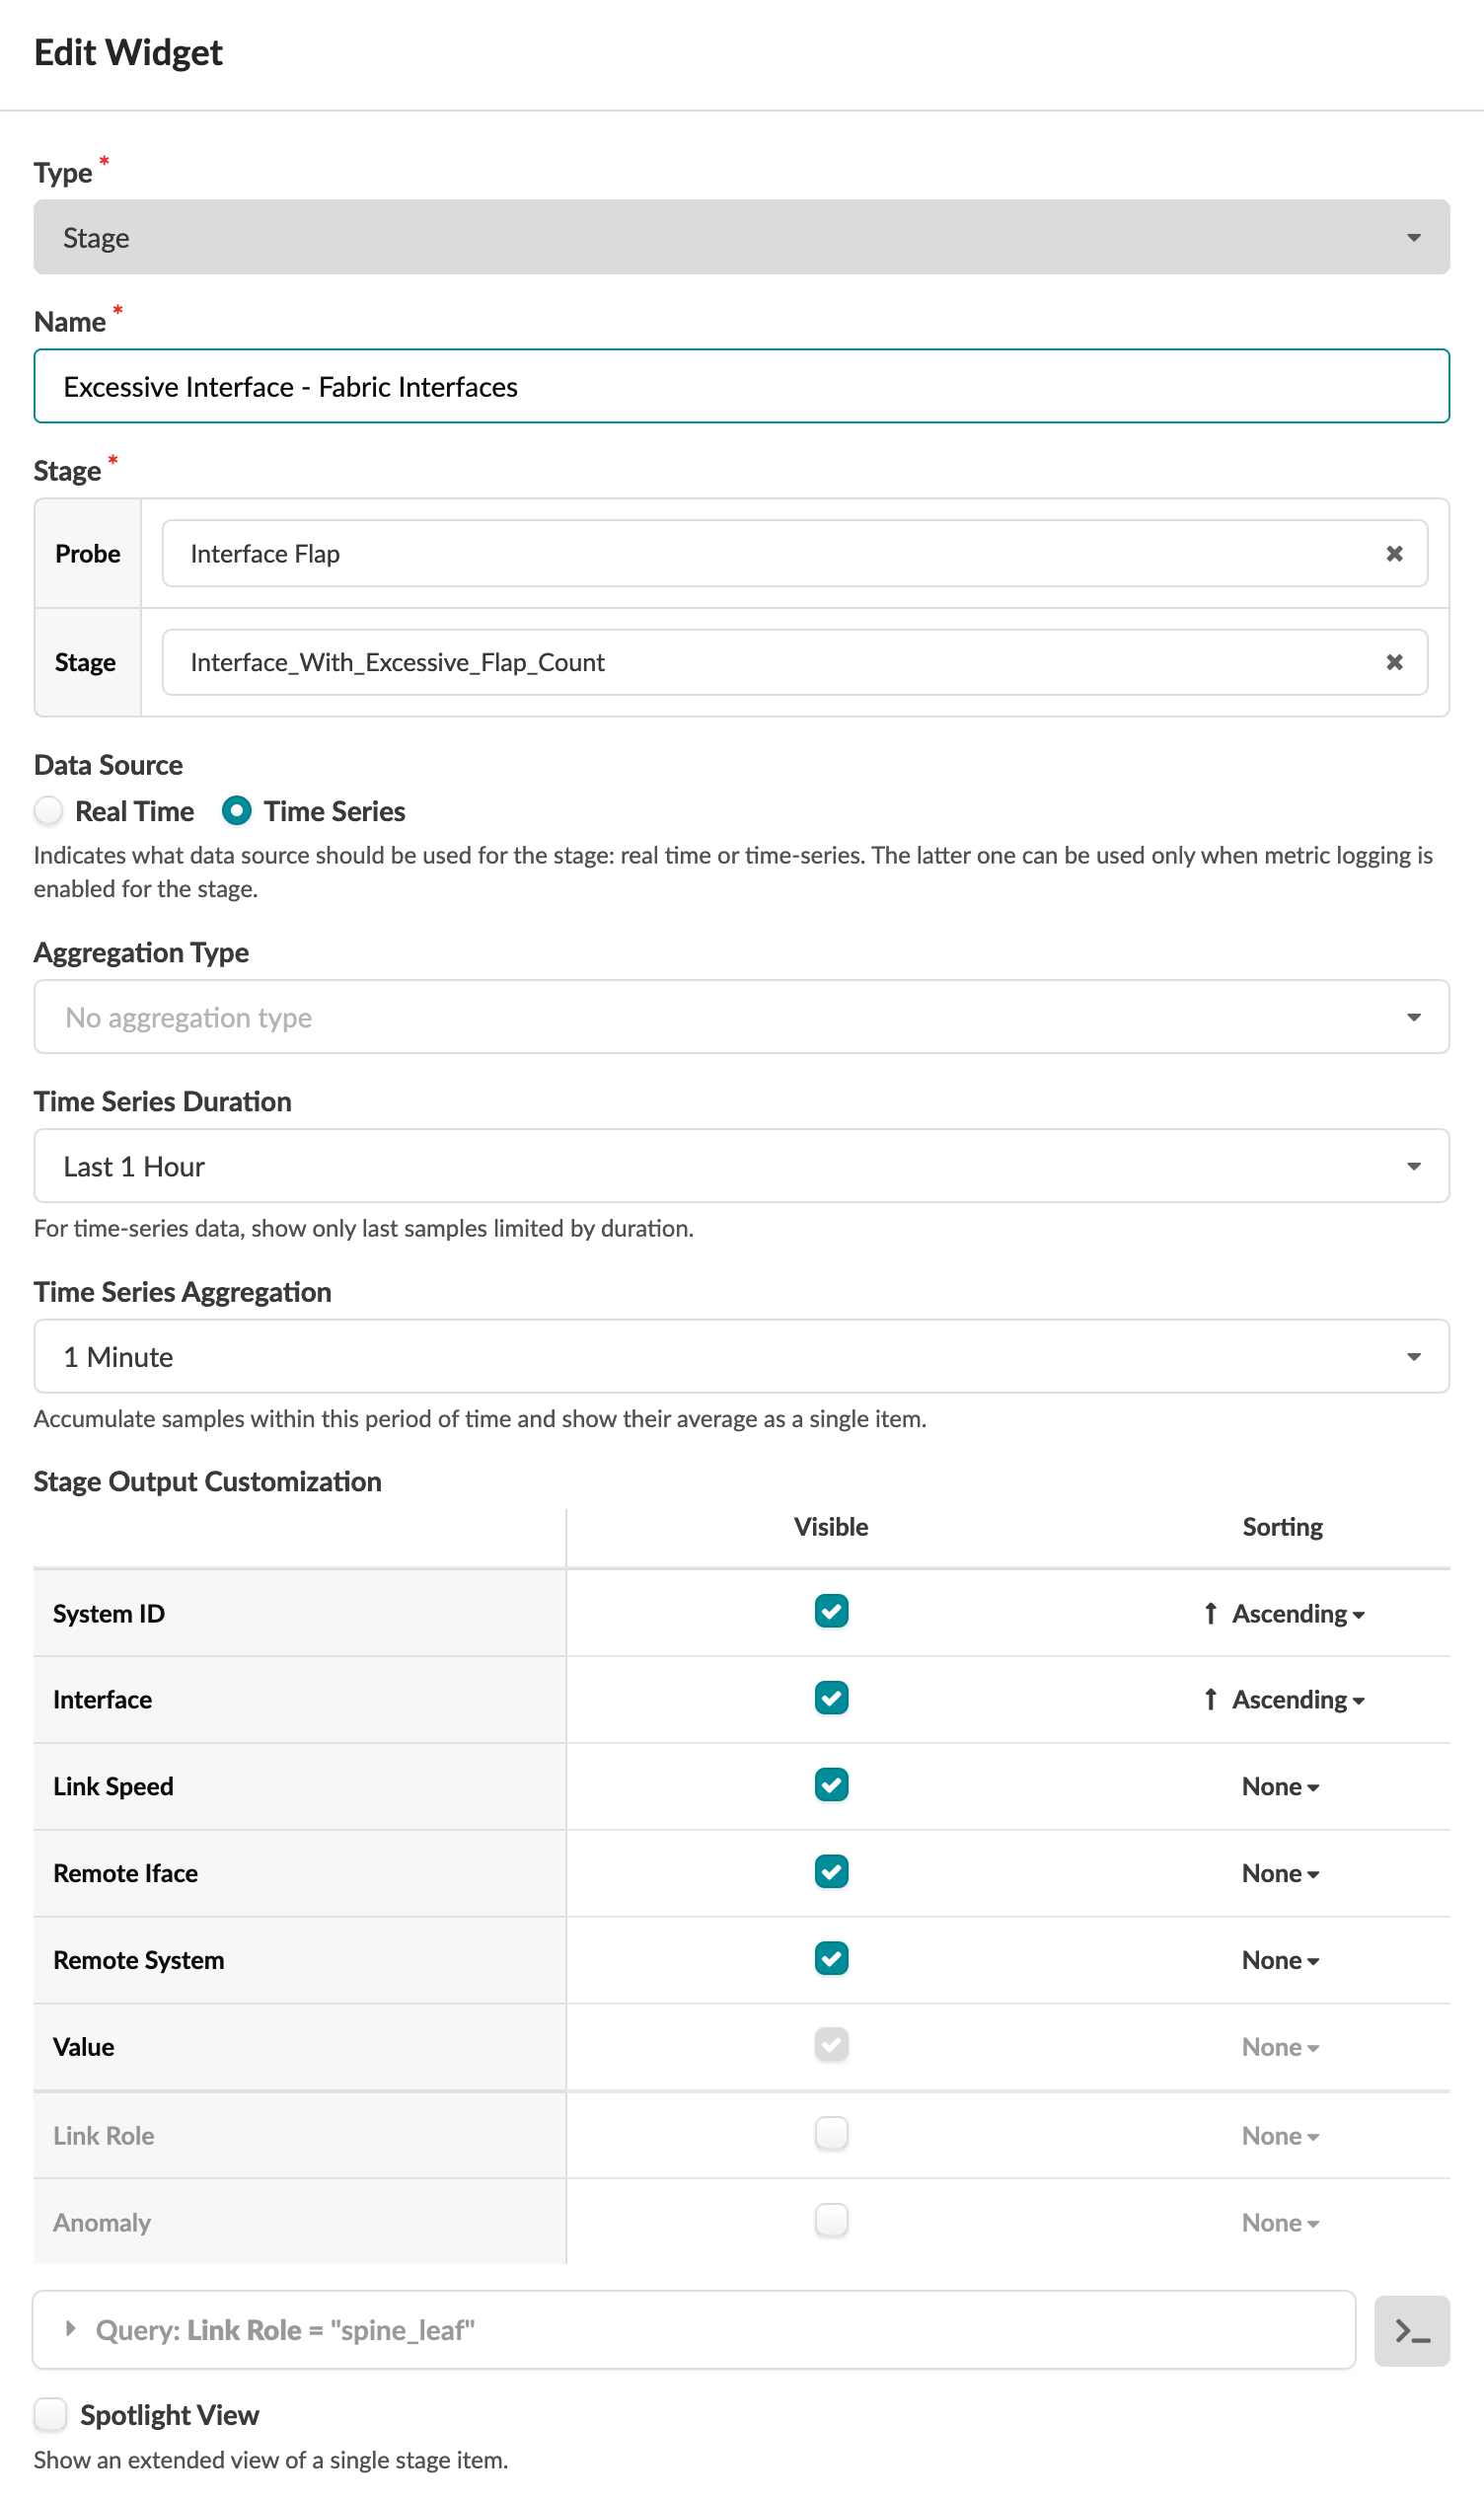 Edit Widget
Type *
Stage
Name *
Excessive Interface - Fabric Interfaces
Stage *
Probe Interface Flap
Stage Interface_With_Excessive_Flap_Count
Data Source
Real Time Time Series
Indicates what data source should be used for the stage: real time or time-series. The latter one can be used only when metric logging is
enabled for the stage.
Aggregation Type
No aggregation type
Time Series Duration
Last 1 Hour
For time-series data, show only last samples limited by duration.
Time Series Aggregation
1 Minute
Accumulate samples within this period of time and show their average as a single item.
Stage Output Customization
Visible Sorting
System ID Ascending
Interface Ascending
Link Speed None
Remote Iface None
Remote System None
Value None
Link Role None
Anomaly None
Query: Link Role = "spine_leaf"
Spotlight View
Show an extended view of a single stage item.